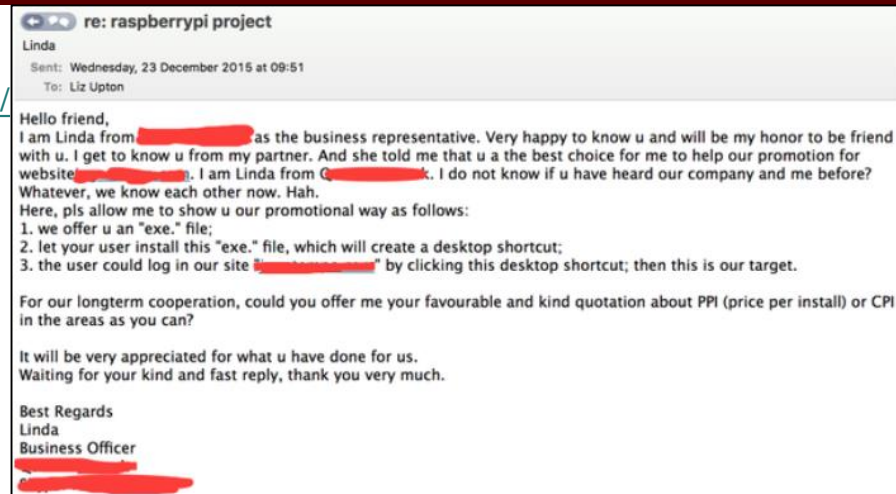 re: raspberrypi project
Linda
Sent: Wednesday, 23 December 2015 at 09:51
To: Liz Upton
/
Hello friend,
I am Linda from as the business representative. Very happy to know u and will be my honor to be friend
with u. I get to know u from my partner. And she told me that u a the best choice for me to help our promotion for
website . I am Linda from . I do not know if u have heard our company and me before?
Whatever, we know each other now. Hah.
Here, pls allow me to show u our promotional way as follows:
1. we offer u an "exe." file;
2. let your user install this "exe." file, which will create a desktop shortcut;
3. the user could log in our site " " by clicking this desktop shortcut; then this is our target.
For our longterm cooperation, could you offer me your favourable and kind quotation about PPI (price per install) or CPI
in the areas as you can?
It will be very appreciated for what u have done for us.
Waiting for your kind and fast reply, thank you very much.
Best Regards
Linda
Business Officer